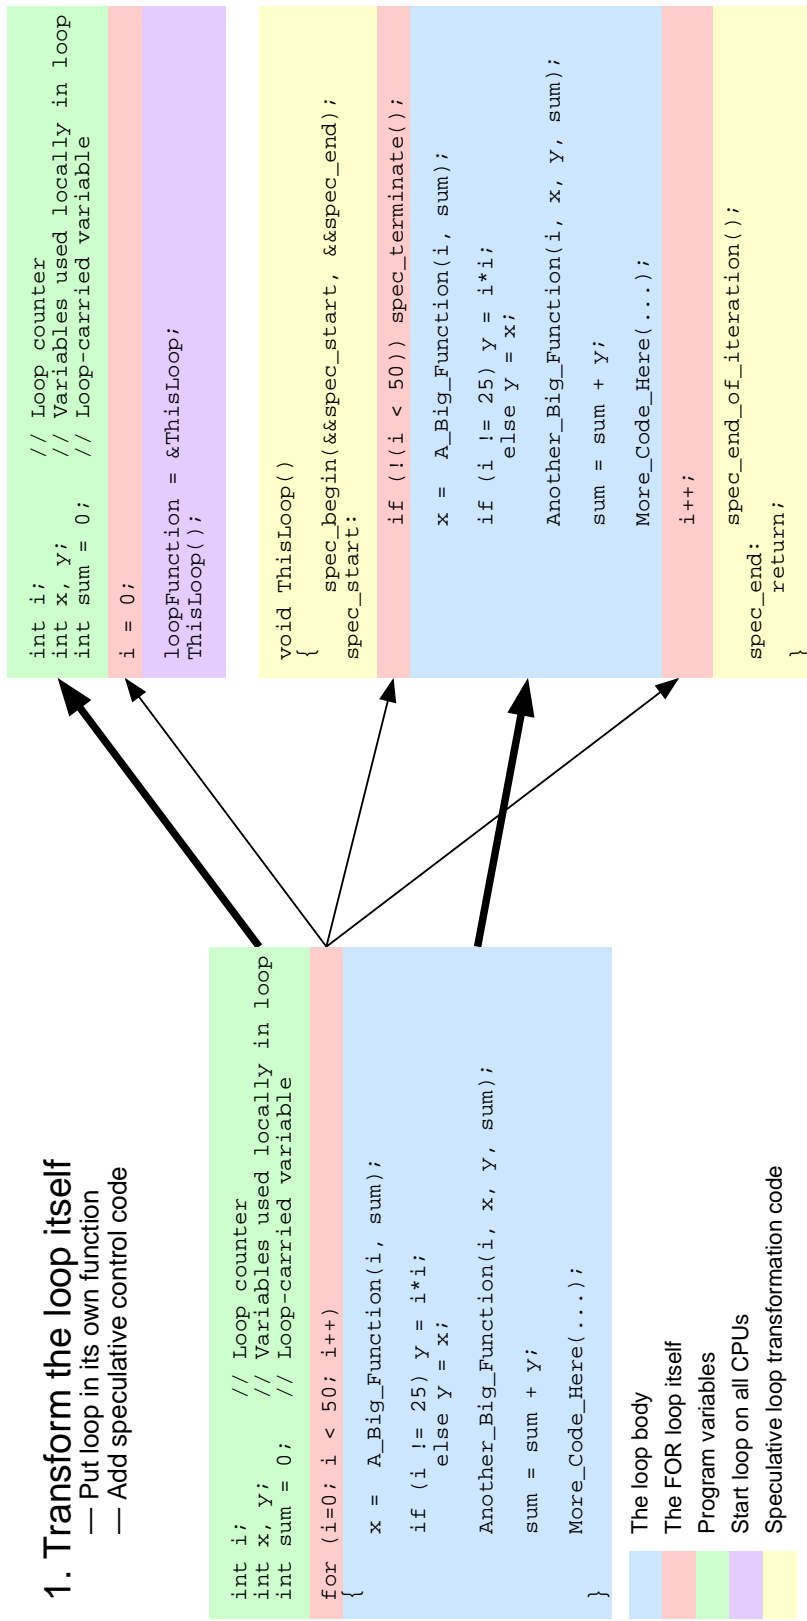 1. Transform the loop itself
— Put loop in its own function
— Add speculative control code
int i;        // Loop counter
int x, y;     // Variables used locally in loop
int sum = 0;  // Loop-carried variable
for (i=0; i < 50; i++)
{
x =  A_Big_Function(i, sum);
if (i != 25) y = i*i;
else y = x;
Another_Big_Function(i, x, y, sum);
sum = sum + y;
More_Code_Here(...);
}
The loop body
The FOR loop itself
Program variables
Start loop on all CPUs
Speculative loop transformation code
int i;        // Loop counter
int x, y;     // Variables used locally in loop
int sum = 0;  // Loop-carried variable
i = 0;
loopFunction = &ThisLoop;
ThisLoop();
void ThisLoop()
{
spec_begin(&&spec_start, &&spec_end);
spec_start:
if (!(i < 50)) spec_terminate();
x =  A_Big_Function(i, sum);
if (i != 25) y = i*i;
else y = x;
Another_Big_Function(i, x, y, sum);
sum = sum + y;
More_Code_Here(...);
i++;
spec_end_of_iteration();
spec_end:
return;
}